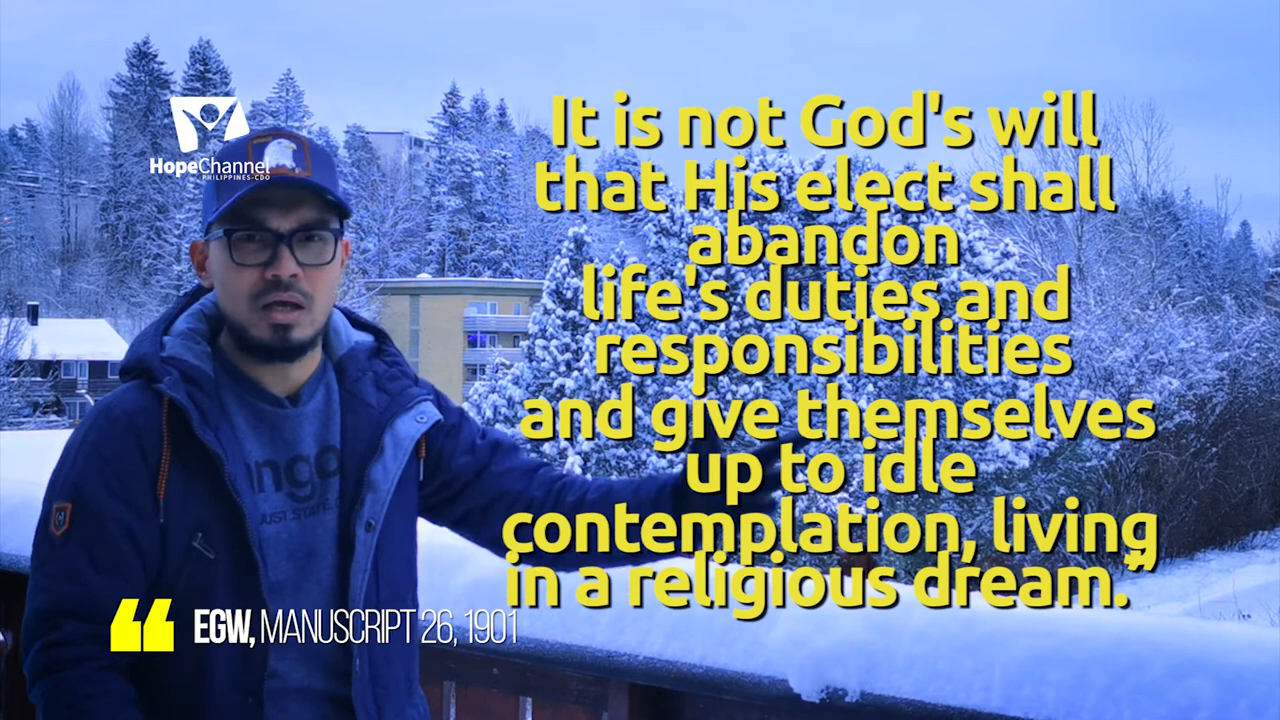 HopeChannel
PHILIPPINES-CDO
It is not God's will
that His elect shall
abandon
life's duties and
responsibilities
and give themselves
up to idle
contemplation, living
in a religious dream."
EGW, MANUSCRIPT 26, 1901